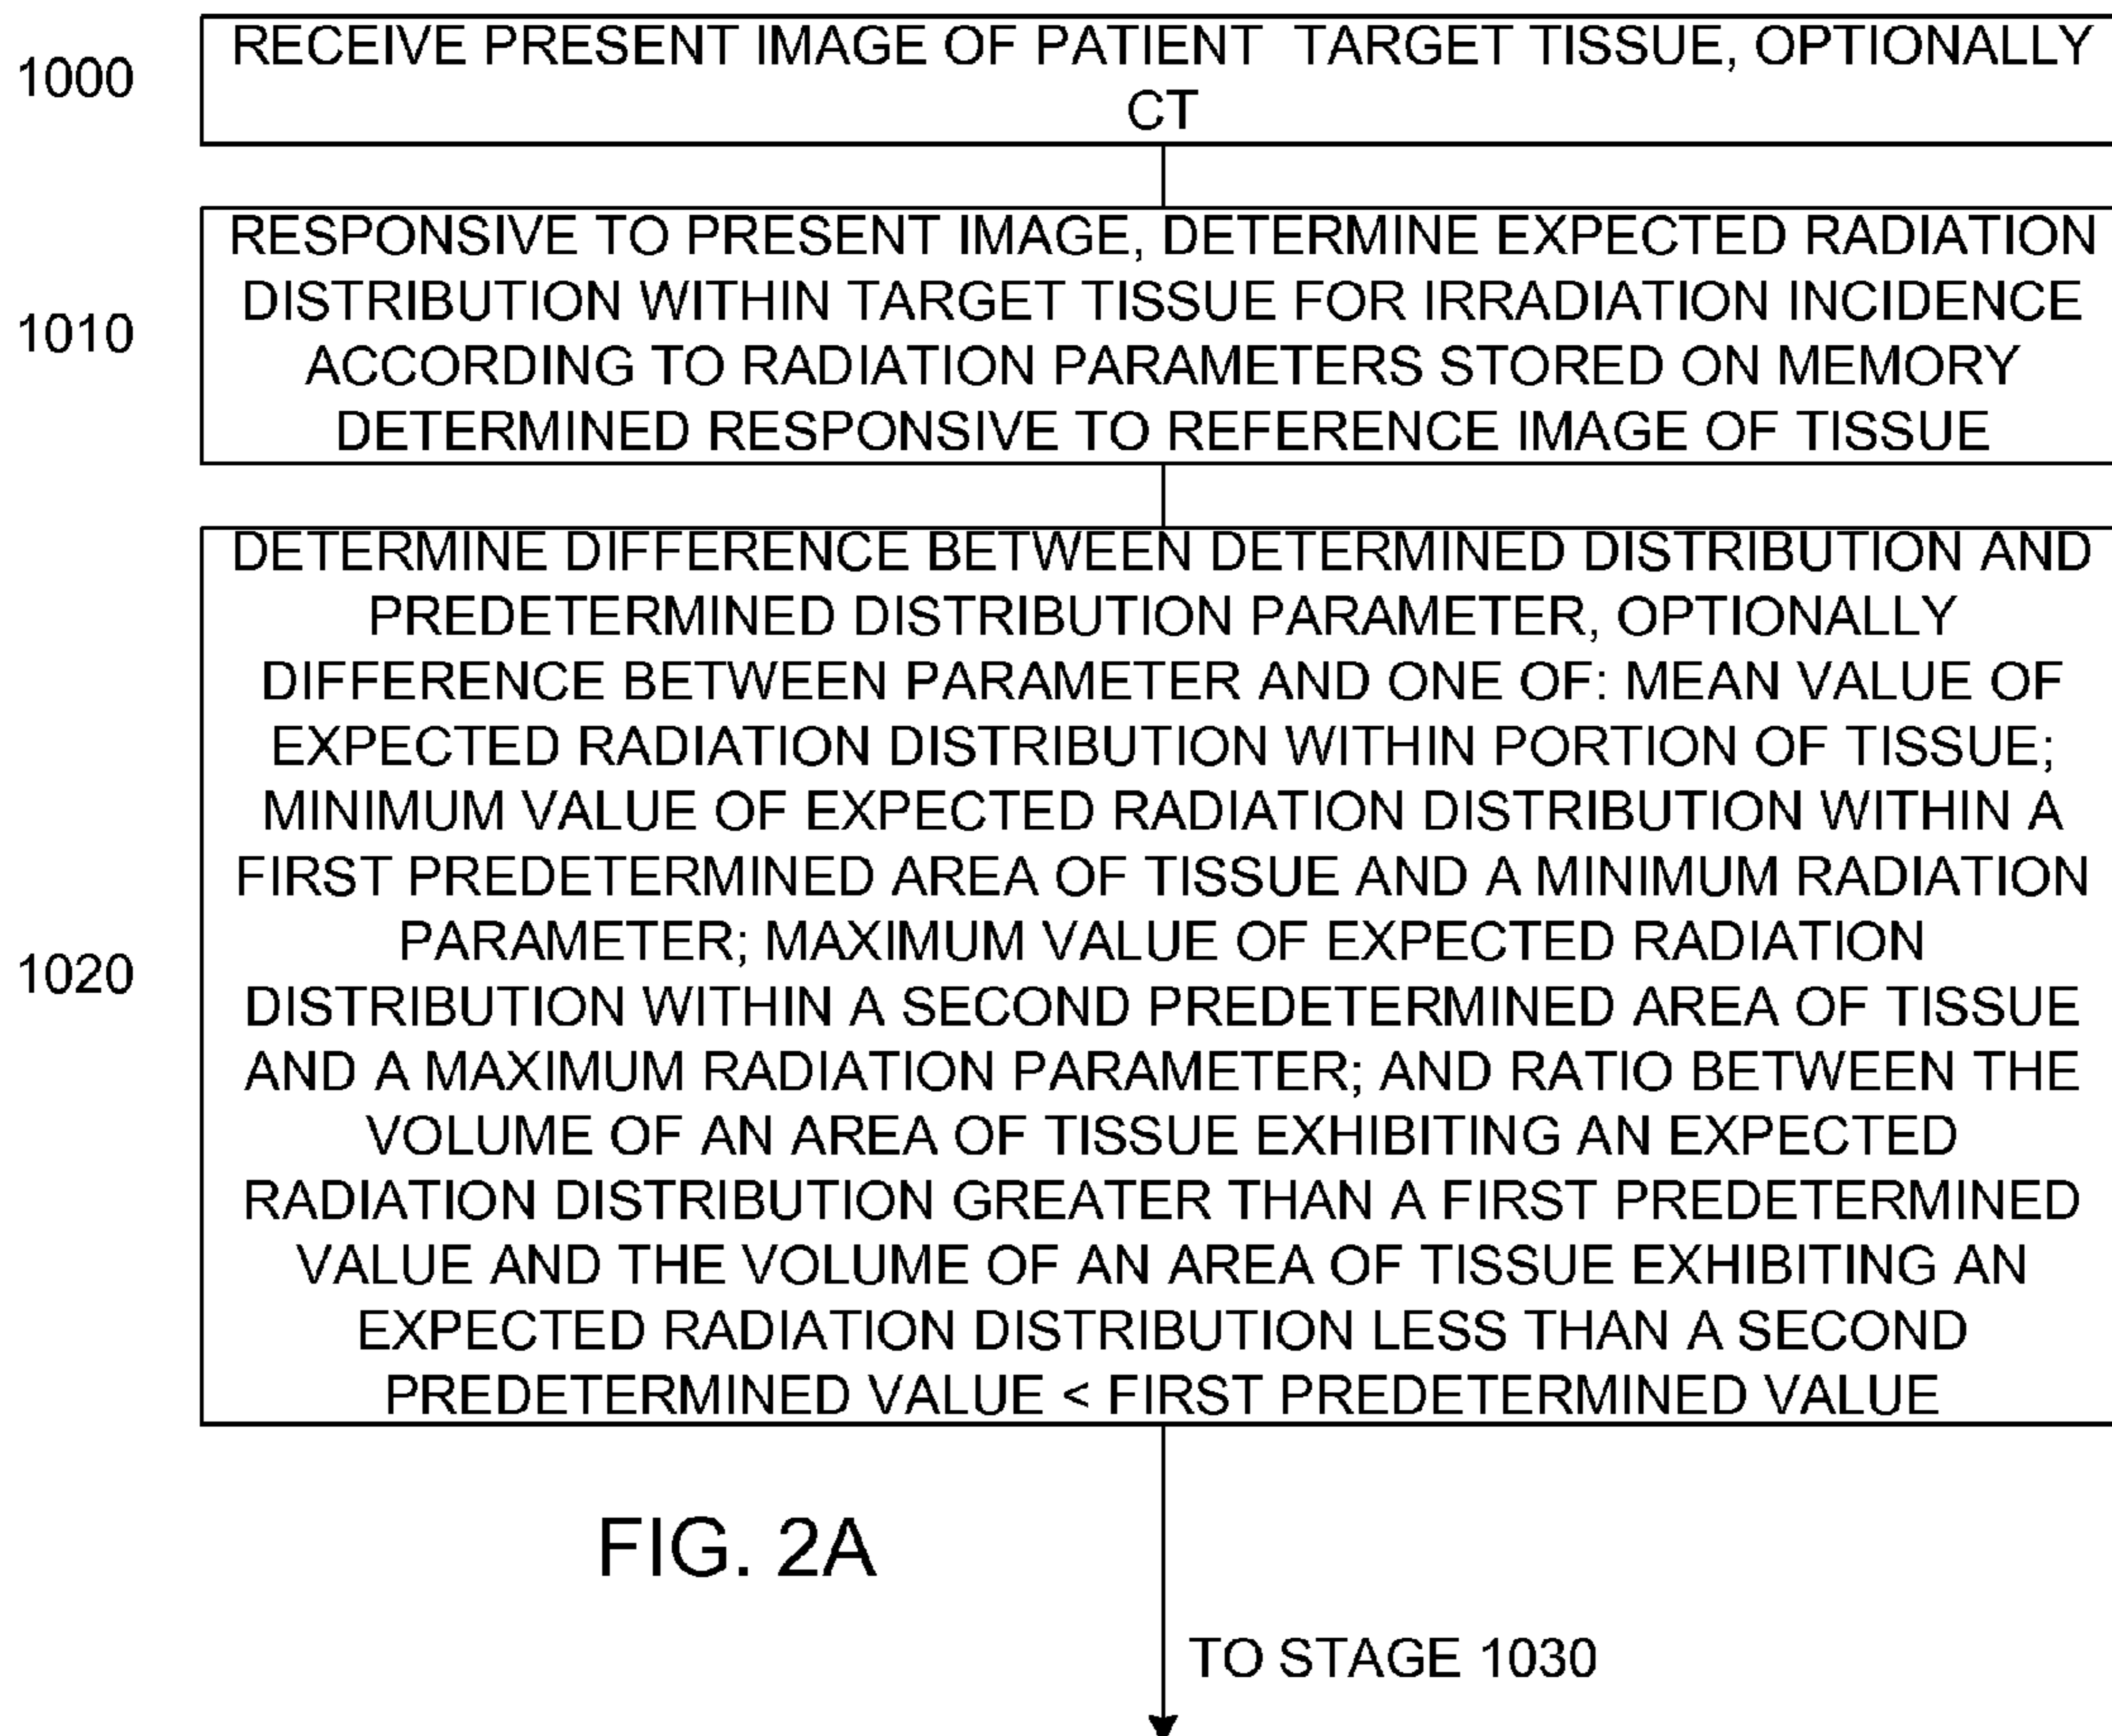 1000
RECEIVE PRESENT IMAGE OF PATIENT TARGET TISSUE, OPTIONALLY
CT
1010
RESPONSIVE TO PRESENT IMAGE, DETERMINE EXPECTED RADIATION
DISTRIBUTION WITHIN TARGET TISSUE FOR IRRADIATION INCIDENCE
ACCORDING TO RADIATION PARAMETERS STORED ON MEMORY
DETERMINED RESPONSIVE TO REFERENCE IMAGE OF TISSUE
1020
DETERMINE DIFFERENCE BETWEEN DETERMINED DISTRIBUTION AND
PREDETERMINED DISTRIBUTION PARAMETER, OPTIONALLY
DIFFERENCE BETWEEN PARAMETER AND ONE OF: MEAN VALUE OF
EXPECTED RADIATION DISTRIBUTION WITHIN PORTION OF TISSUE;
MINIMUM VALUE OF EXPECTED RADIATION DISTRIBUTION WITHIN A
FIRST PREDETERMINED AREA OF TISSUE AND A MINIMUM RADIATION
PARAMETER; MAXIMUM VALUE OF EXPECTED RADIATION
DISTRIBUTION WITHIN A SECOND PREDETERMINED AREA OF TISSUE
AND A MAXIMUM RADIATION PARAMETER; AND RATIO BETWEEN THE
VOLUME OF AN AREA OF TISSUE EXHIBITING AN EXPECTED
RADIATION DISTRIBUTION GREATER THAN A FIRST PREDETERMINED
VALUE AND THE VOLUME OF AN AREA OF TISSUE EXHIBITING AN
EXPECTED RADIATION DISTRIBUTION LESS THAN A SECOND
PREDETERMINED VALUE < FIRST PREDETERMINED VALUE
FIG. 2A
TO STAGE 1030